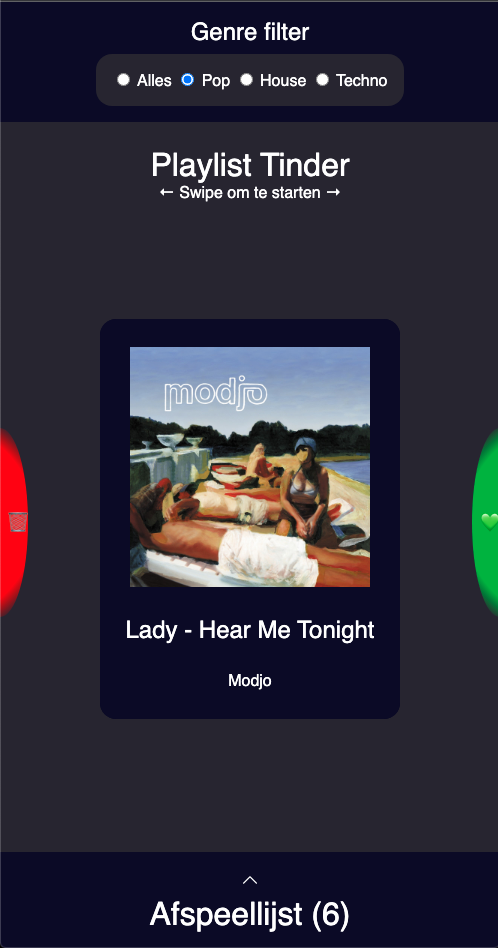 Genre filter
Alles Pop House Techno
Playlist Tinder
← Swipe om te starten →
modjo
Lady - Hear Me Tonight
Modjo
Afspeellijst (6)